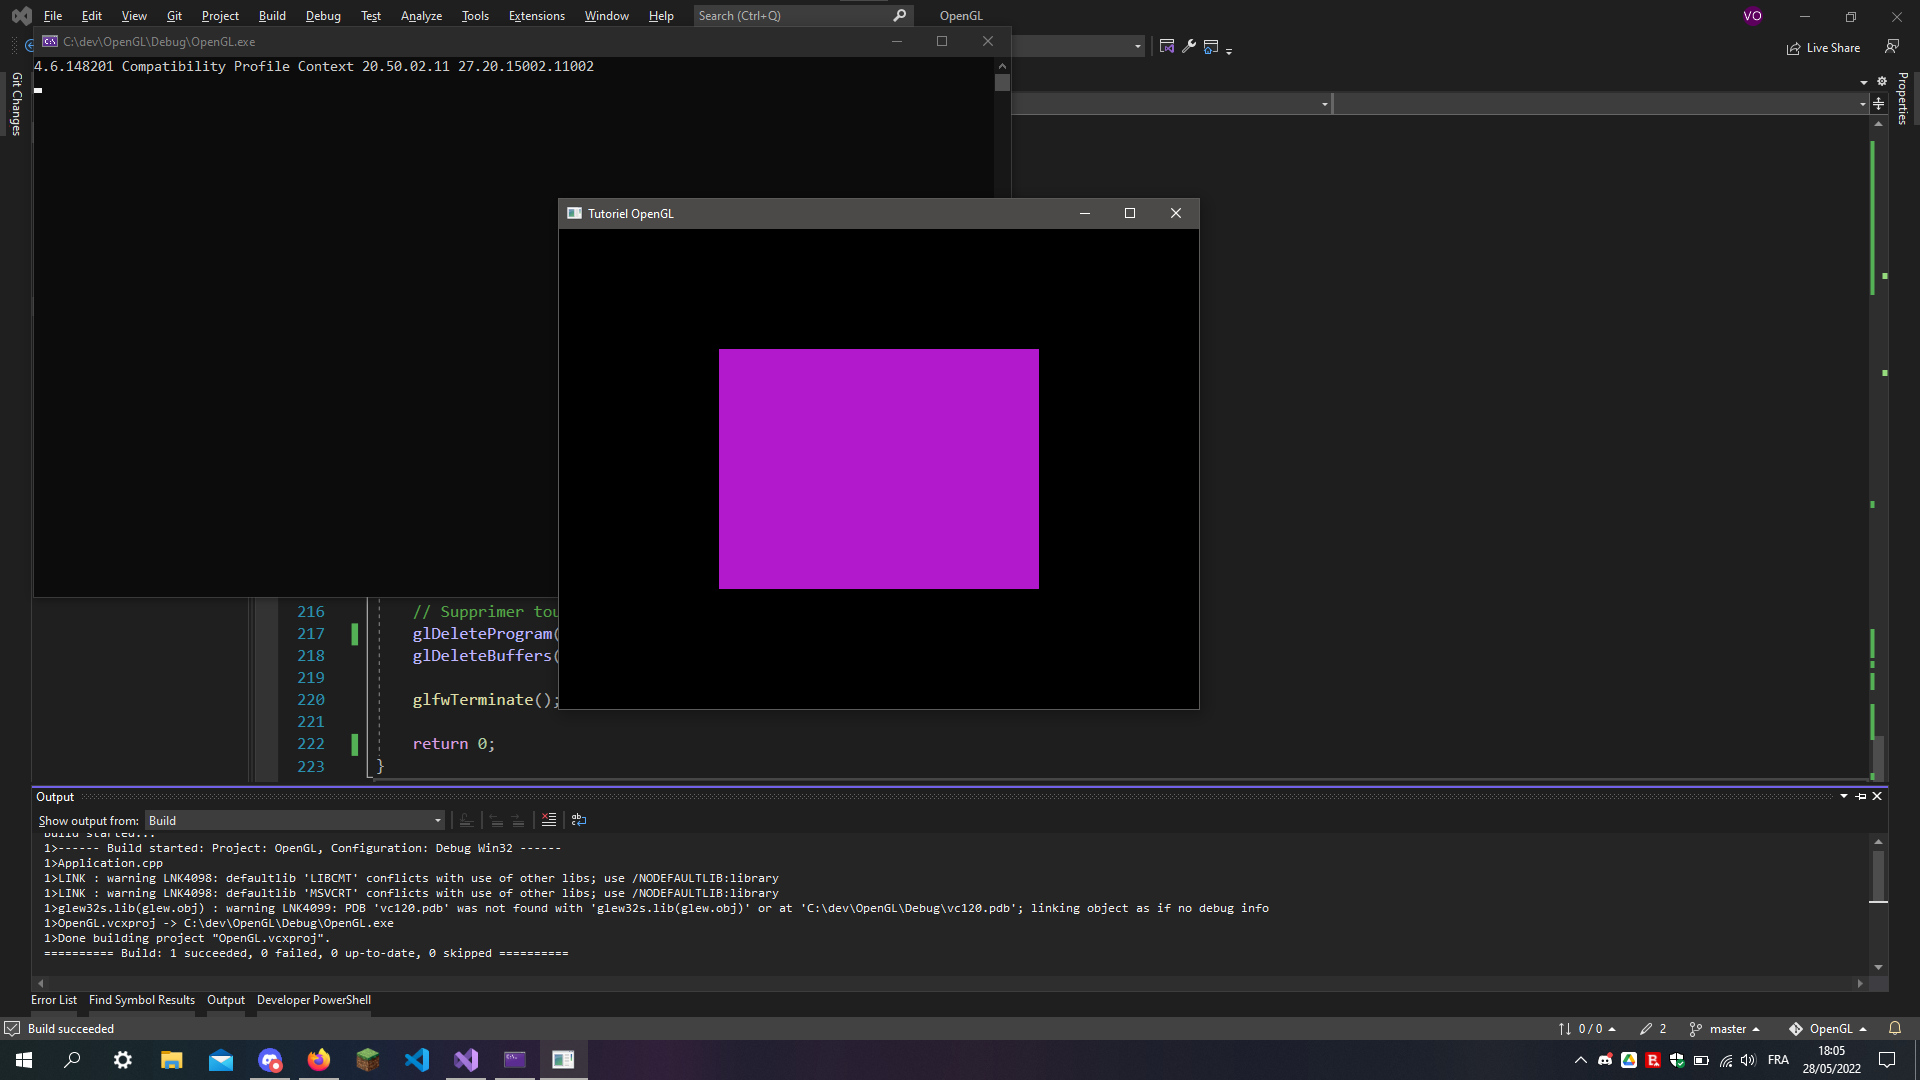 File Edit View Git Project Build Debug Test Analyze Tools Extensions Window Help Search (Ctrl+Q) OpenGL VO
C:\dev\OpenGL\Debug\OpenGL.exe
Live Share
4.6.148201 Compatibility Profile Context 20.50.02.11 27.20.15002.11002
Git Changes
Properties
Tutoriel OpenGL
216 // Supprimer tou
217 glDeleteProgram(
218 glDeleteBuffers(
219
220 glfwTerminate();
221
222 return 0;
223 }
Output
Show output from: Build
Build started...
1>------ Build started: Project: OpenGL, Configuration: Debug Win32 ------
1>Application.cpp
1>LINK : warning LNK4098: defaultlib 'LIBCMT' conflicts with use of other libs; use /NODEFAULTLIB:library
1>LINK : warning LNK4098: defaultlib 'MSVCRT' conflicts with use of other libs; use /NODEFAULTLIB:library
1>glew32s.lib(glew.obj) : warning LNK4099: PDB 'vc120.pdb' was not found with 'glew32s.lib(glew.obj)' or at 'C:\dev\OpenGL\Debug\vc120.pdb'; linking object as if no debug info
1>OpenGL.vcxproj -> C:\dev\OpenGL\Debug\OpenGL.exe
1>Done building project "OpenGL.vcxproj".
========== Build: 1 succeeded, 0 failed, 0 up-to-date, 0 skipped ==========
Error List Find Symbol Results Output Developer PowerShell
Build succeeded 0 / 0 2 master OpenGL
FRA
18:05
28/05/2022